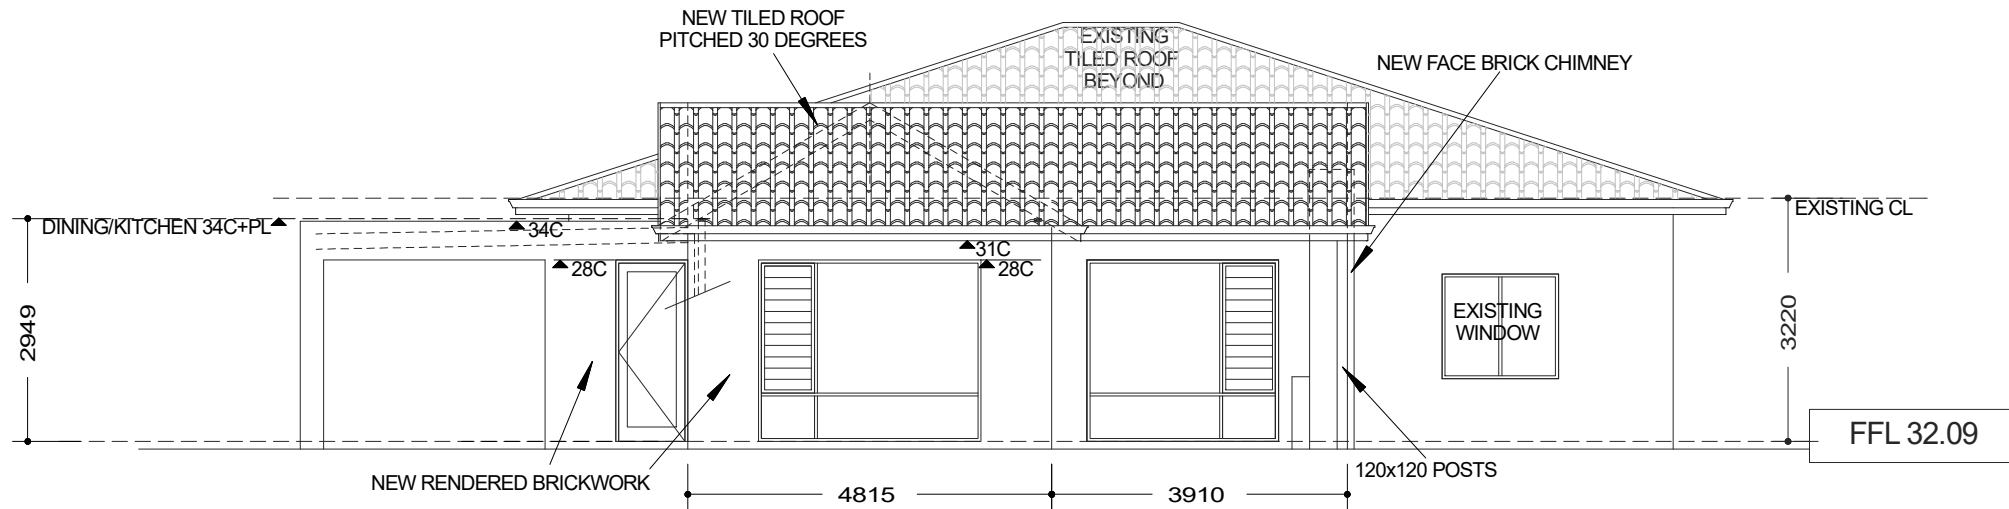 NEW TILED ROOF
PITCHED 30 DEGREES
EXISTING
TILED ROOF
BEYOND
NEW FACE BRICK CHIMNEY
DINING/KITCHEN 34C+PL
34C
28C
31C
28C
EXISTING CL
2949
EXISTING
WINDOW
3220
FFL 32.09
NEW RENDERED BRICKWORK
120x120 POSTS
4815
3910